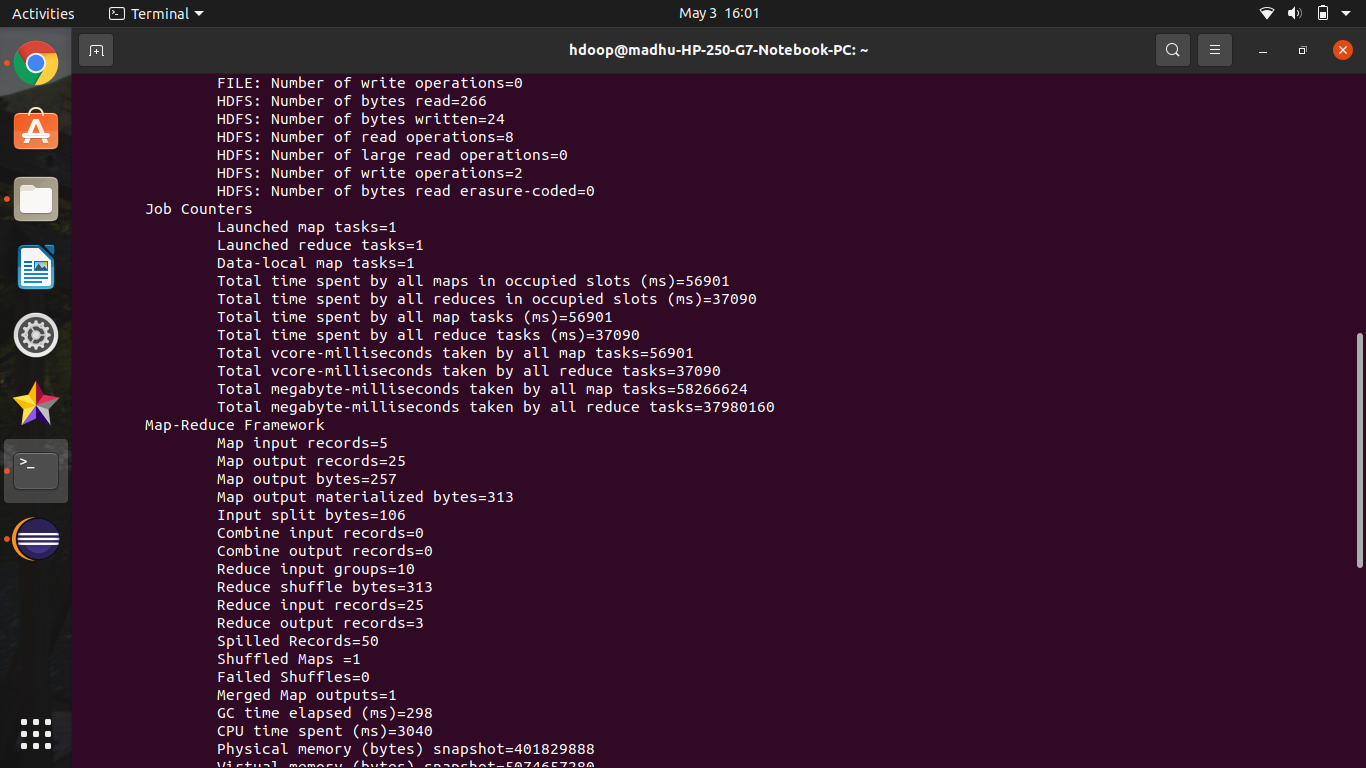 Activities Terminal May 3 16:01
hdoop@madhu-HP-250-G7-Notebook-PC: ~
FILE: Number of write operations=0
HDFS: Number of bytes read=266
HDFS: Number of bytes written=24
HDFS: Number of read operations=8
HDFS: Number of large read operations=0
HDFS: Number of write operations=2
HDFS: Number of bytes read erasure-coded=0
Job Counters
Launched map tasks=1
Launched reduce tasks=1
Data-local map tasks=1
Total time spent by all maps in occupied slots (ms)=56901
Total time spent by all reduces in occupied slots (ms)=37090
Total time spent by all map tasks (ms)=56901
Total time spent by all reduce tasks (ms)=37090
Total vcore-milliseconds taken by all map tasks=56901
Total vcore-milliseconds taken by all reduce tasks=37090
Total megabyte-milliseconds taken by all map tasks=58266624
Total megabyte-milliseconds taken by all reduce tasks=37980160
Map-Reduce Framework
Map input records=5
Map output records=25
Map output bytes=257
Map output materialized bytes=313
Input split bytes=106
Combine input records=0
Combine output records=0
Reduce input groups=10
Reduce shuffle bytes=313
Reduce input records=25
Reduce output records=3
Spilled Records=50
Shuffled Maps =1
Failed Shuffles=0
Merged Map outputs=1
GC time elapsed (ms)=298
CPU time spent (ms)=3040
Physical memory (bytes) snapshot=401829888
Virtual memory (bytes) snapshot=5074657280